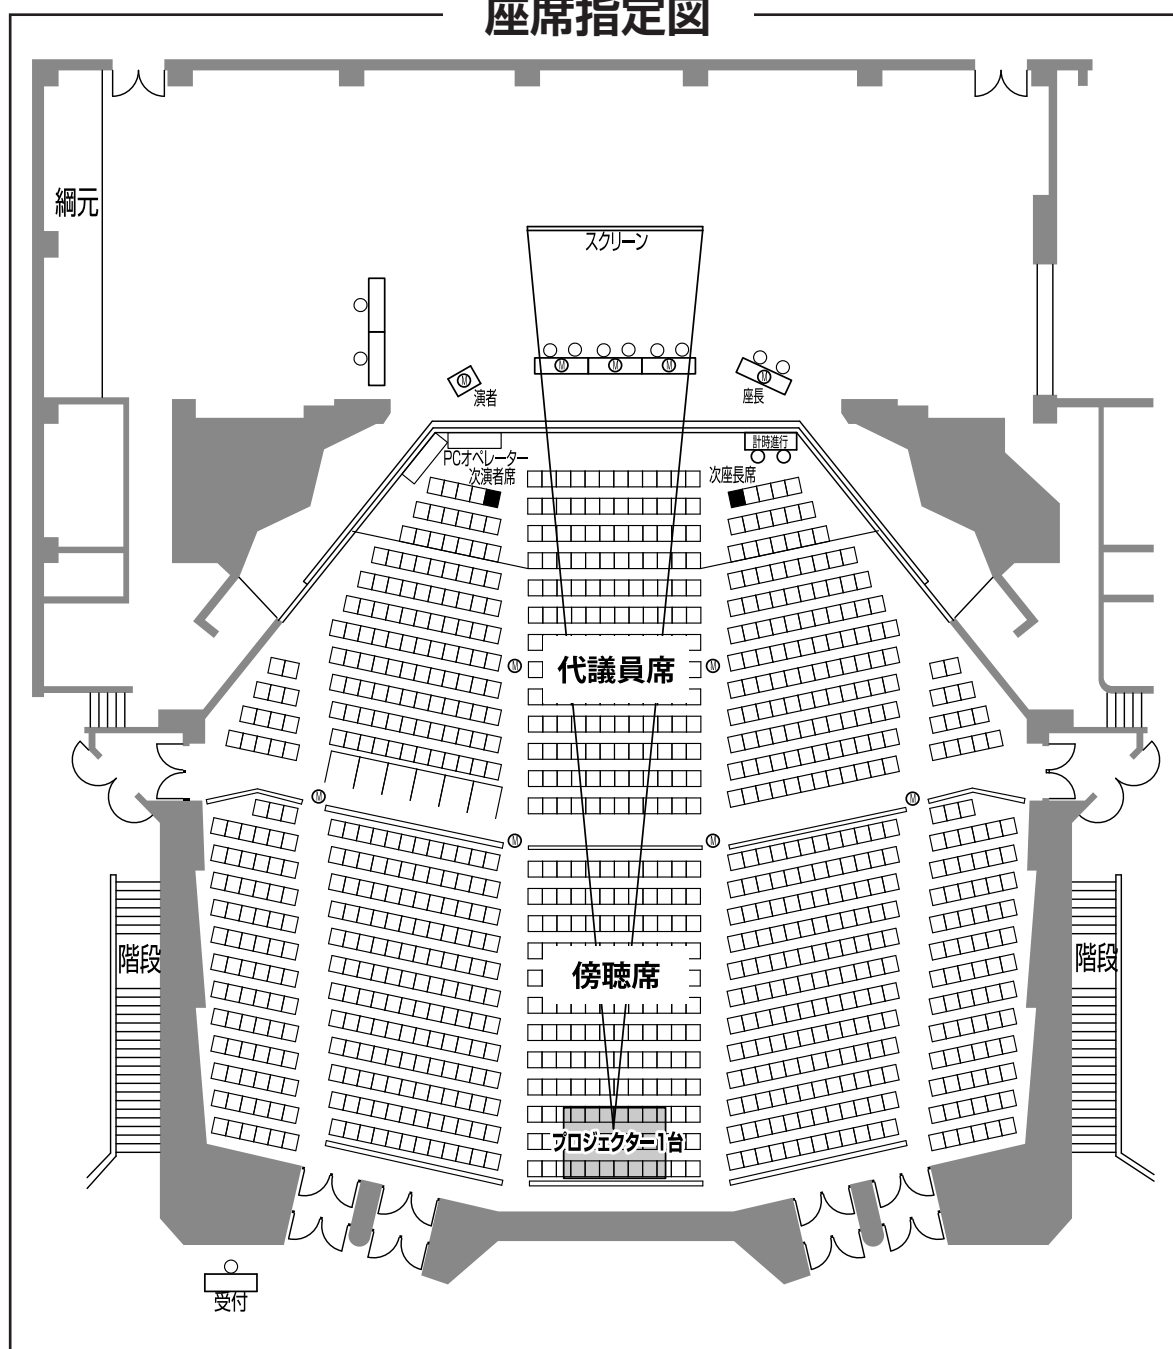 座席指定図
綱元
スクリーン
M
M
M
M
演者
M
座長
PCオペレーター
次演者席
計時進行
次座長席
M
代議員席
M
M
M
M
M
階段
傍聴席
階段
プロジェクター1台
受付